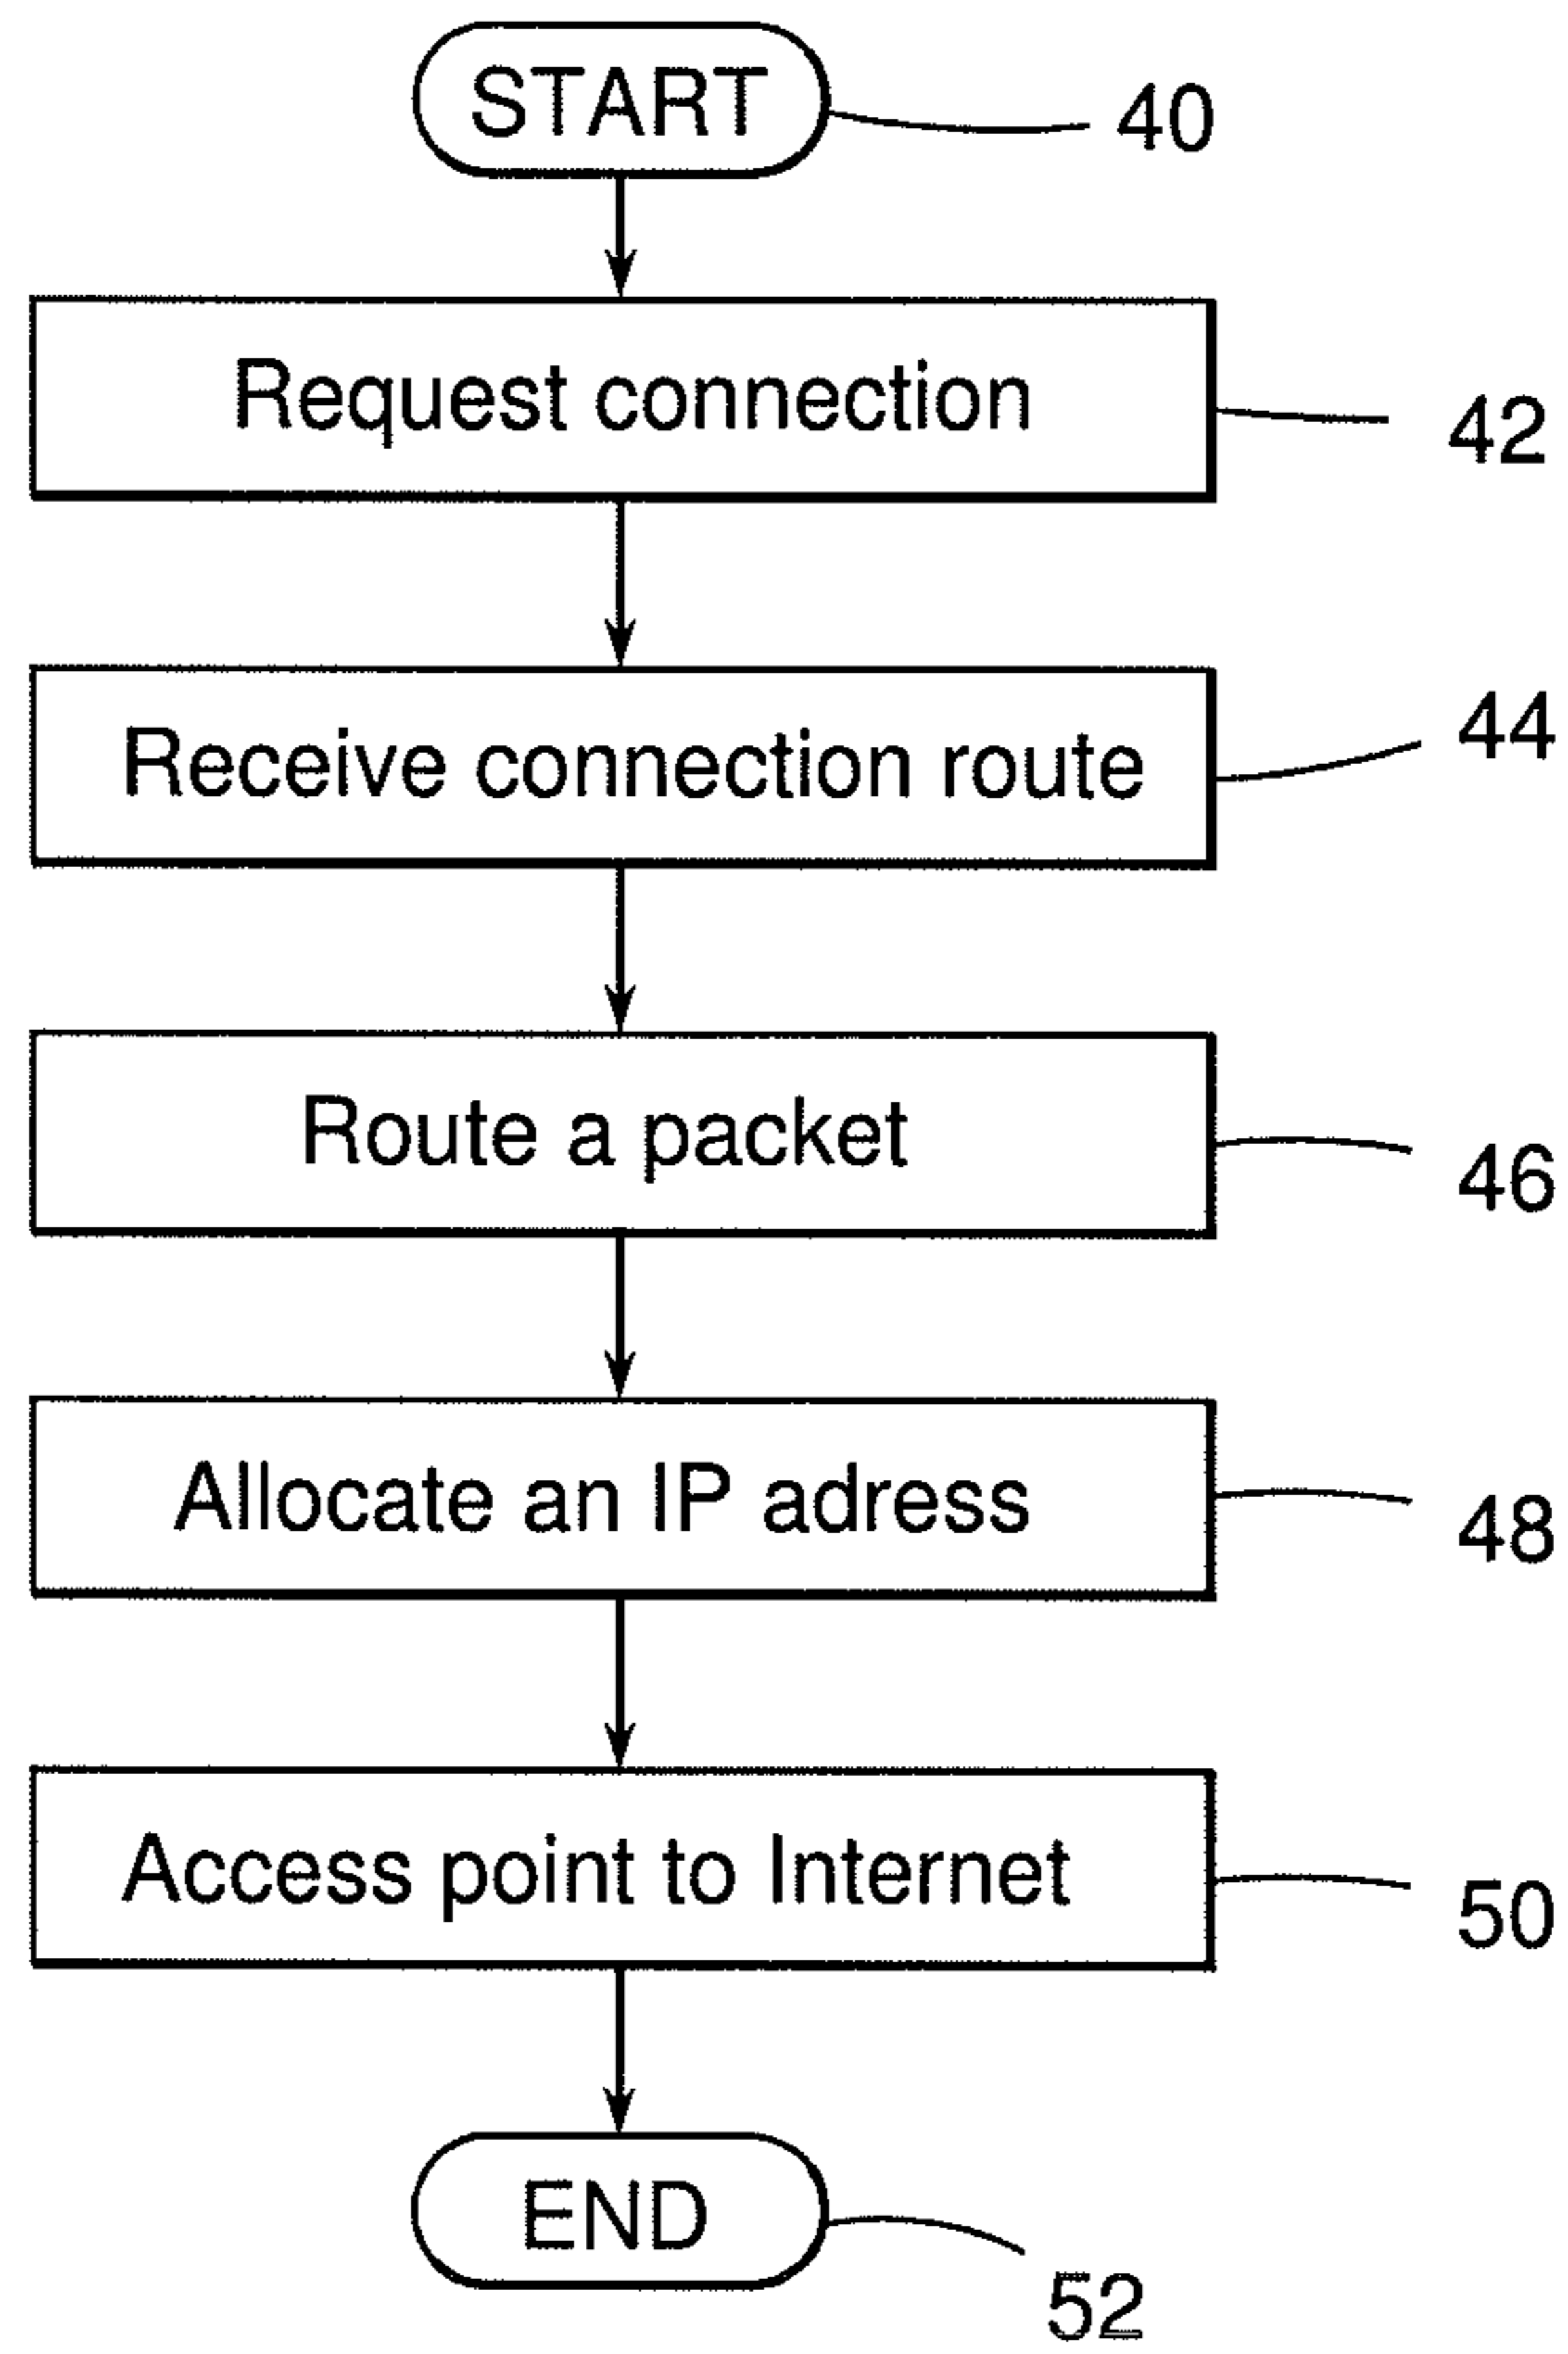 START
40
Request connection
42
Receive connection route
44
Route a packet
46
Allocate an IP adress
48
Access point to Internet
50
END
52